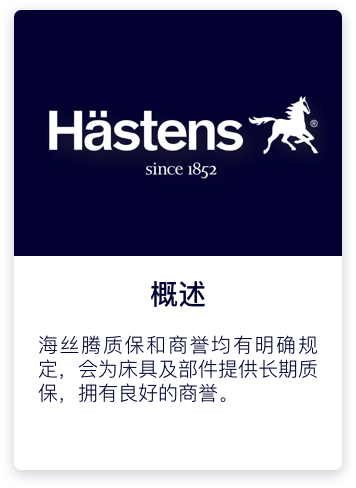 Hästens®
since 1852
概述
海丝腾质保和商誉均有明确规
定，会为床具及部件提供长期质
保，拥有良好的商誉。